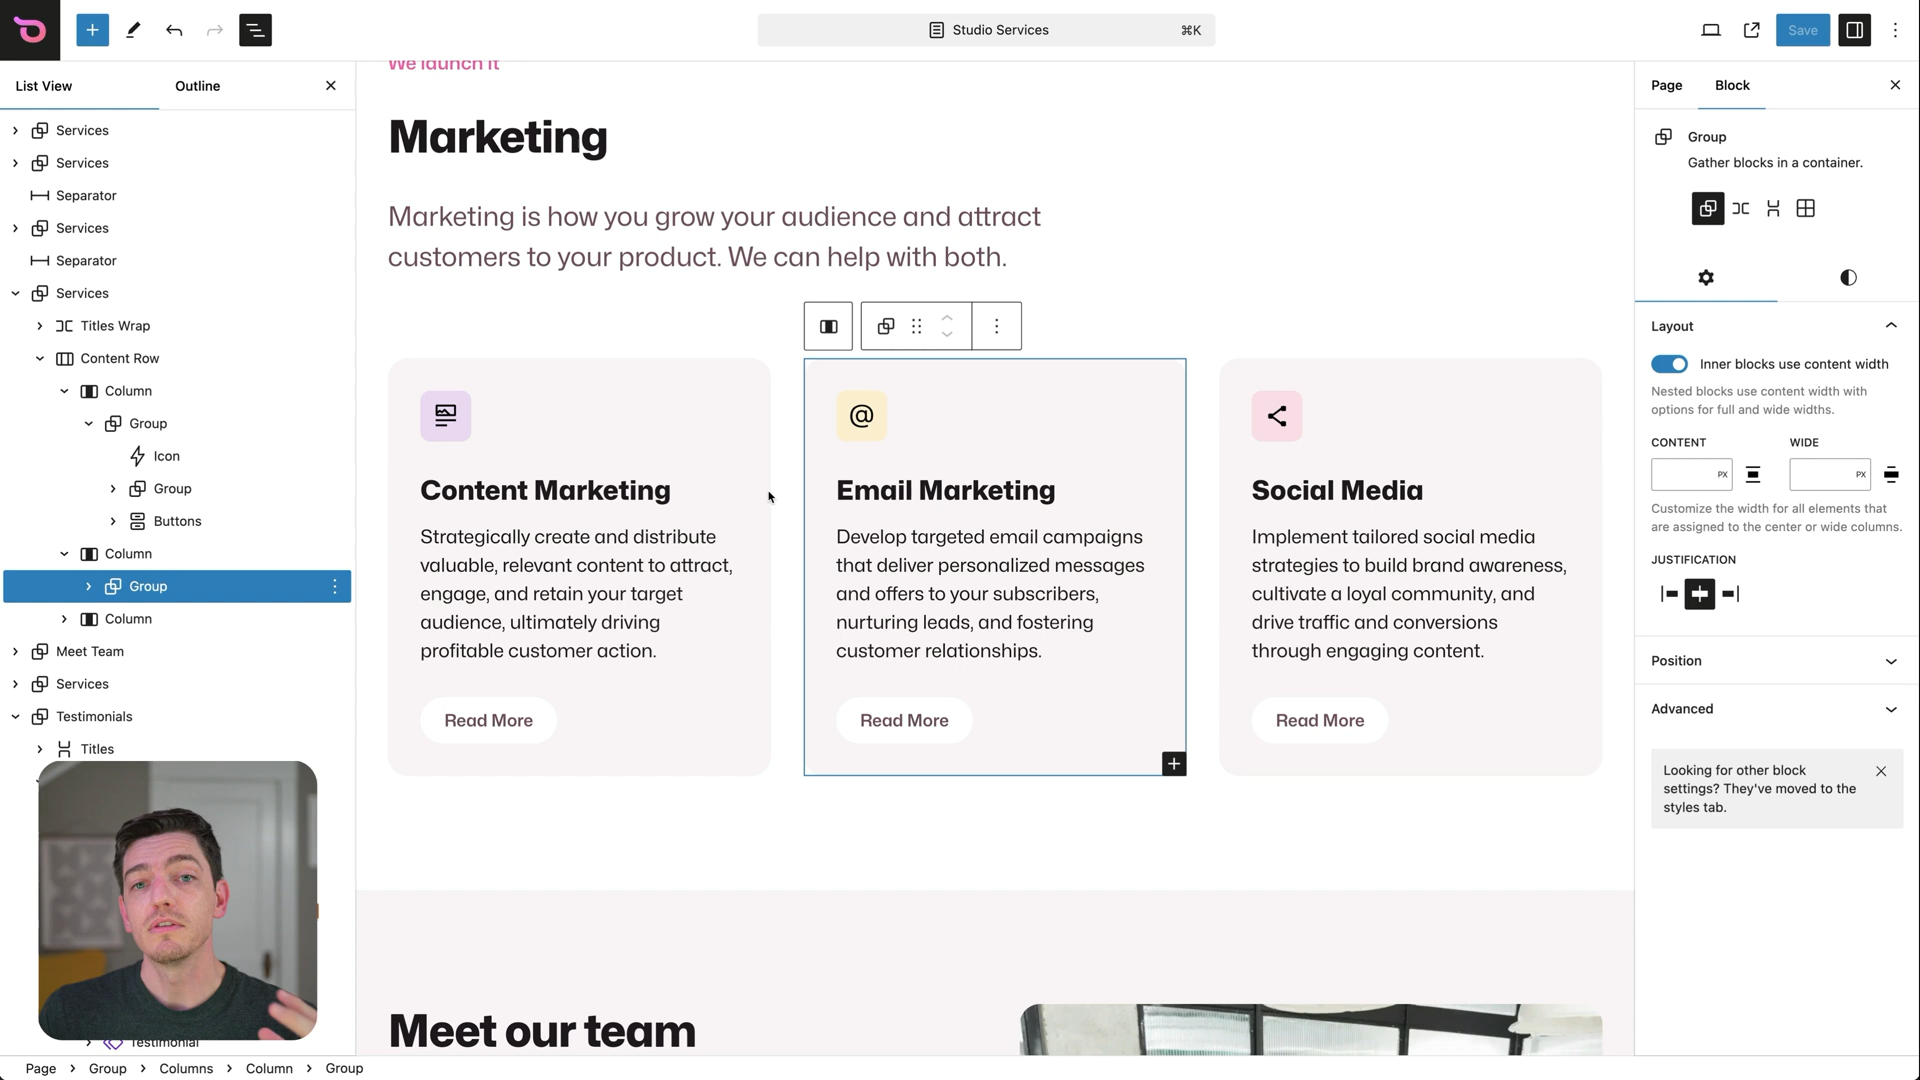 Studio Services
⌘K
Save
List View
Outline
Services
Services
Separator
Services
Separator
Services
Titles Wrap
Content Row
Column
Group
Icon
Group
Buttons
Column
Group
Column
Meet Team
Services
Testimonials
Titles
Testimonial
We launch it
Marketing
Marketing is how you grow your audience and attract
customers to your product. We can help with both.
Content Marketing
Strategically create and distribute
valuable, relevant content to attract,
engage, and retain your target
audience, ultimately driving
profitable customer action.
Read More
@
Email Marketing
Develop targeted email campaigns
that deliver personalized messages
and offers to your subscribers,
nurturing leads, and fostering
customer relationships.
Read More
Social Media
Implement tailored social media
strategies to build brand awareness,
cultivate a loyal community, and
drive traffic and conversions
through engaging content.
Read More
Meet our team
Page
Block
Group
Gather blocks in a container.
Layout
Inner blocks use content width
Nested blocks use content width with
options for full and wide widths.
CONTENT
WIDE
PX
PX
Customize the width for all elements that
are assigned to the center or wide columns.
JUSTIFICATION
Position
Advanced
Looking for other block
settings? They've moved to the
styles tab.
Page > Group > Columns > Column > Group